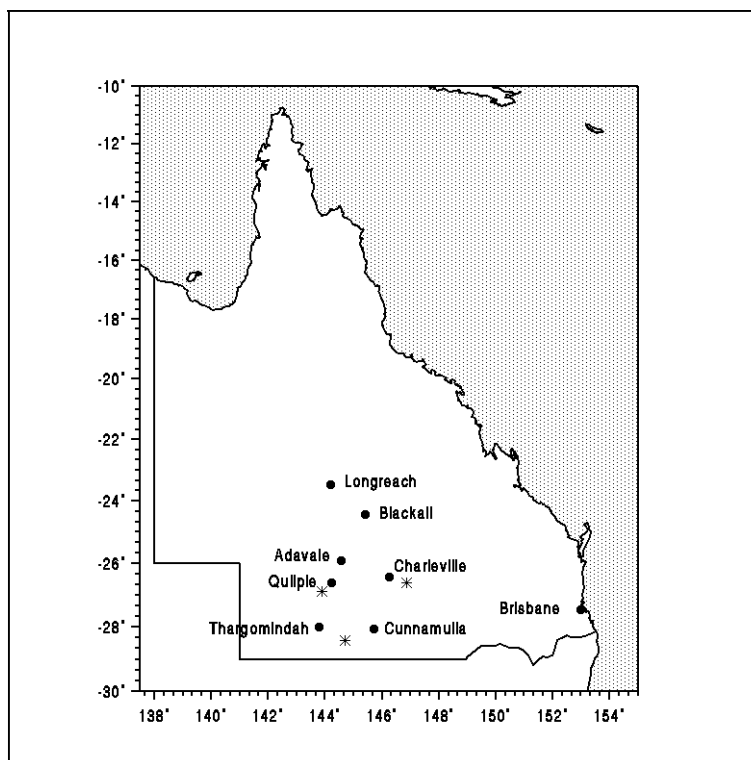 -10°
-12°
-14°
-16°
-18°
-20°
-22°
-24°
-26°
-28°
-30°
Longreach
Blackall
Adavale
Charleville
Quilpie
Brisbane
Thargomindah
Cunnamulla
138° 140° 142° 144° 146° 148° 150° 152° 154°